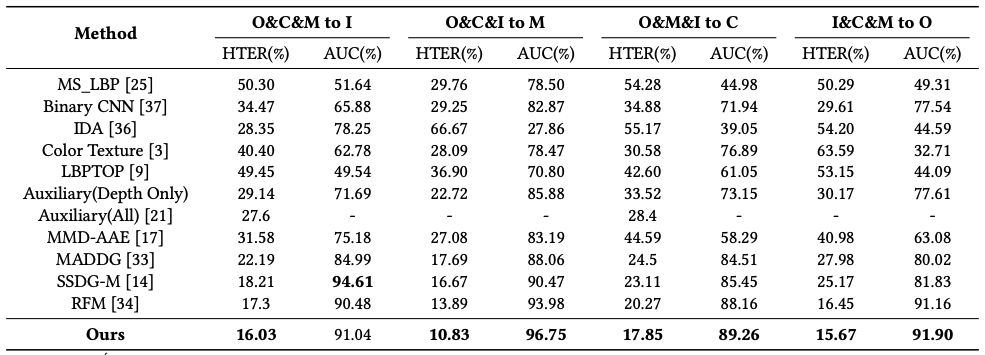 Method O&C&M to I O&C&I to M O&M&I to C I&C&M to O
HTER(%) AUC(%) HTER(%) AUC(%) HTER(%) AUC(%) HTER(%) AUC(%)
MS_LBP [25] 50.30 51.64 29.76 78.50 54.28 44.98 50.29 49.31
Binary CNN [37] 34.47 65.88 29.25 82.87 34.88 71.94 29.61 77.54
IDA [36] 28.35 78.25 66.67 27.86 55.17 39.05 54.20 44.59
Color Texture [3] 40.40 62.78 28.09 78.47 30.58 76.89 63.59 32.71
LBPTOP [9] 49.45 49.54 36.90 70.80 42.60 61.05 53.15 44.09
Auxiliary(Depth Only) 29.14 71.69 22.72 85.88 33.52 73.15 30.17 77.61
Auxiliary(All) [21] 27.6 - - - 28.4 - - -
MMD-AAE [17] 31.58 75.18 27.08 83.19 44.59 58.29 40.98 63.08
MADDG [33] 22.19 84.99 17.69 88.06 24.5 84.51 27.98 80.02
SSDG-M [14] 18.21 94.61 16.67 90.47 23.11 85.45 25.17 81.83
RFM [34] 17.3 90.48 13.89 93.98 20.27 88.16 16.45 91.16
Ours 16.03 91.04 10.83 96.75 17.85 89.26 15.67 91.90